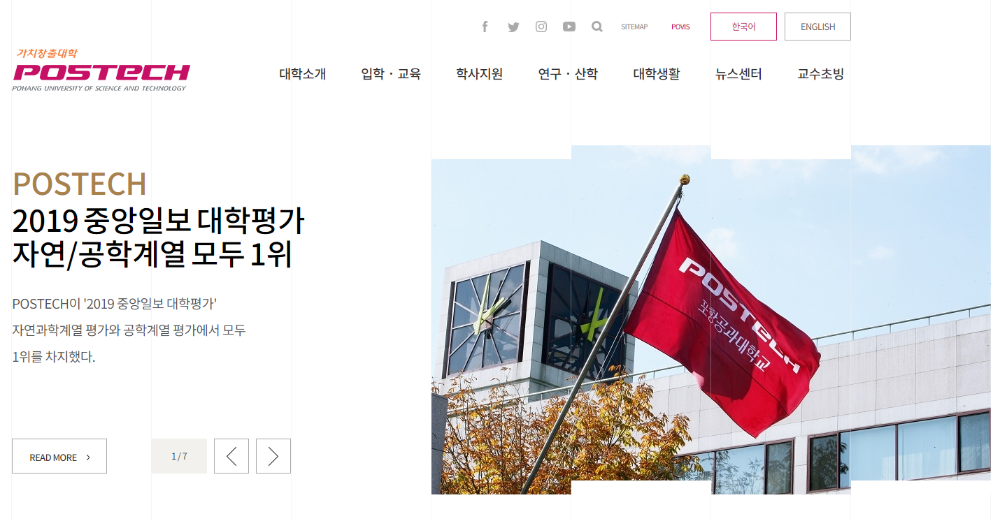 SITEMAP
POVIS
한국어
ENGLISH
가치창출대학
POSTECH
POHANG UNIVERSITY OF SCIENCE AND TECHNOLOGY
대학소개
입학 · 교육
학사지원
연구 · 산학
대학생활
뉴스센터
교수초빙
POSTECH
2019 중앙일보 대학평가
자연/공학계열 모두 1위
POSTECH이 '2019 중앙일보 대학평가'
자연과학계열 평가와 공학계열 평가에서 모두
1위를 차지했다.
READ MORE
1 / 7
POSTECH
포항공과대학교